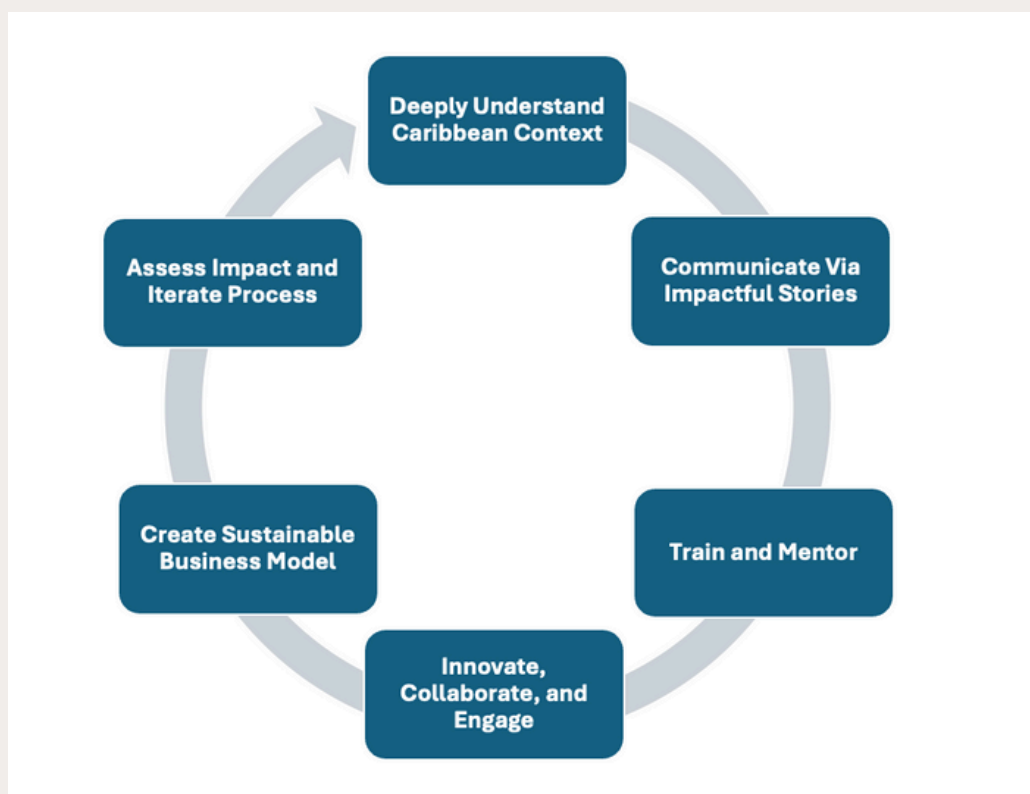 Deeply Understand
Caribbean Context
Communicate Via
Impactful Stories
Train and Mentor
Innovate,
Collaborate, and
Engage
Create Sustainable
Business Model
Assess Impact and
Iterate Process